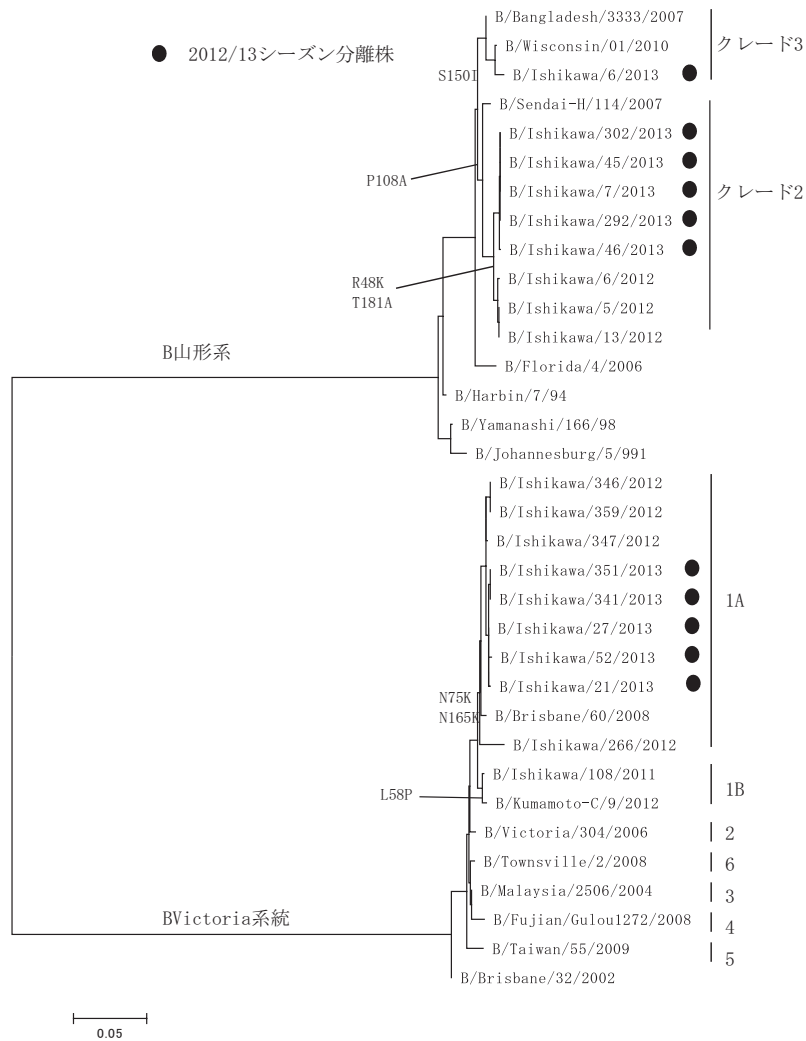 B/Bangladesh/3333/2007
B/Wisconsin/01/2010
クレード3
2012/13シーズン分離株
B/Ishikawa/6/2013
S150I
B/Sendai-H/114/2007
B/Ishikawa/302/2013
B/Ishikawa/45/2013
P108A
B/Ishikawa/7/2013
クレード2
B/Ishikawa/292/2013
B/Ishikawa/46/2013
R48K
T181A
B/Ishikawa/6/2012
B/Ishikawa/5/2012
B/Ishikawa/13/2012
B山形系
B/Florida/4/2006
B/Harbin/7/94
B/Yamanashi/166/98
B/Johannesburg/5/991
B/Ishikawa/346/2012
B/Ishikawa/359/2012
B/Ishikawa/347/2012
B/Ishikawa/351/2013
B/Ishikawa/341/2013
1A
B/Ishikawa/27/2013
B/Ishikawa/52/2013
B/Ishikawa/21/2013
N75K
N165K
B/Brisbane/60/2008
B/Ishikawa/266/2012
B/Ishikawa/108/2011
1B
L58P
B/Kumamoto-C/9/2012
B/Victoria/304/2006
2
B/Townsville/2/2008
6
B/Malaysia/2506/2004
3
BVictoria系統
B/Fujian/Gulou1272/2008
4
B/Taiwan/55/2009
5
B/Brisbane/32/2002
0.05